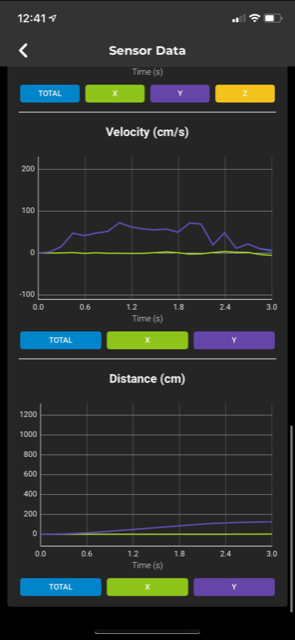 12:41
Sensor Data
Time (s)
TOTAL X Y Z
Velocity (cm/s)
200
100
0
-100
0.0 0.6 1.2 1.8 2.4 3.0
Time (s)
TOTAL X Y
Distance (cm)
1200
1000
800
600
400
200
0
0.0 0.6 1.2 1.8 2.4 3.0
Time (s)
TOTAL X Y